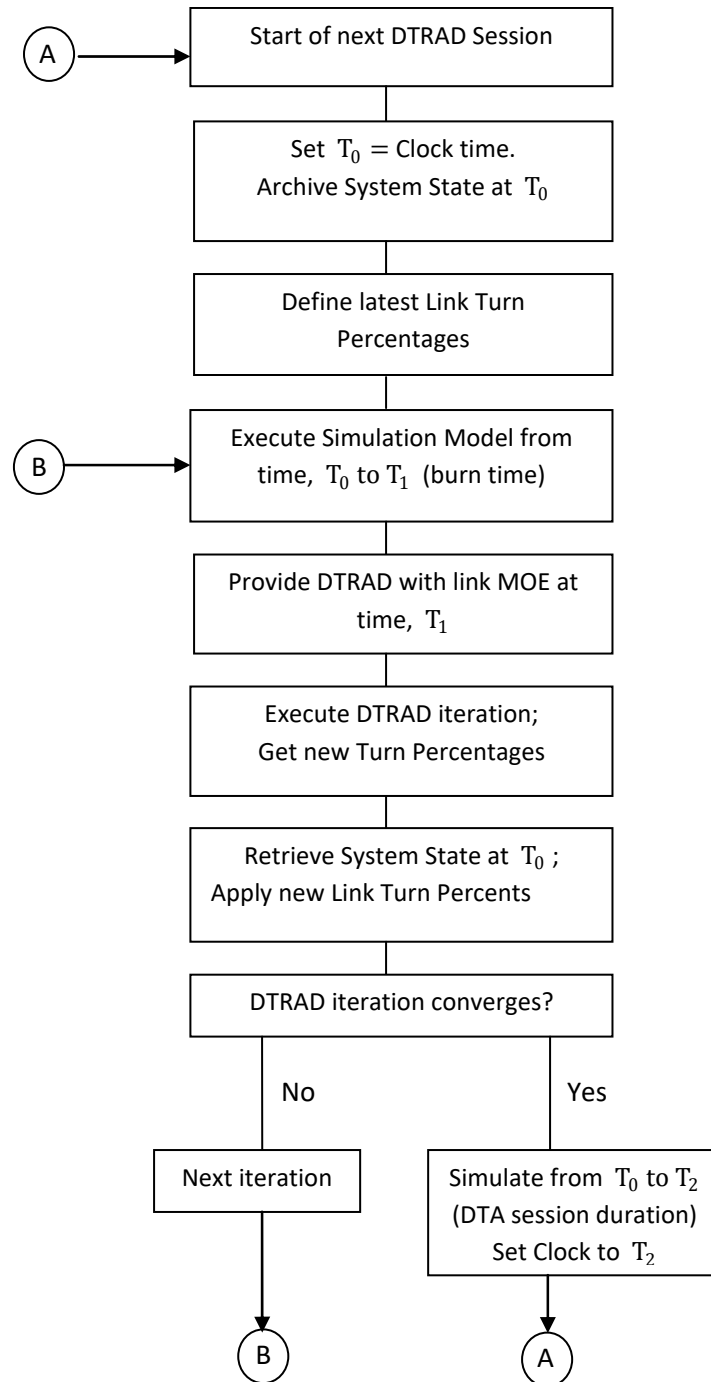 A
Start of next DTRAD Session
Set T₀ = Clock time.
Archive System State at T₀
Define latest Link Turn
Percentages
B
Execute Simulation Model from
time, T₀ to T₁ (burn time)
Provide DTRAD with link MOE at
time, T₁
Execute DTRAD iteration;
Get new Turn Percentages
Retrieve System State at T₀ ;
Apply new Link Turn Percents
DTRAD iteration converges?
No
Yes
Next iteration
Simulate from T₀ to T₂
(DTA session duration)
Set Clock to T₂
B
A